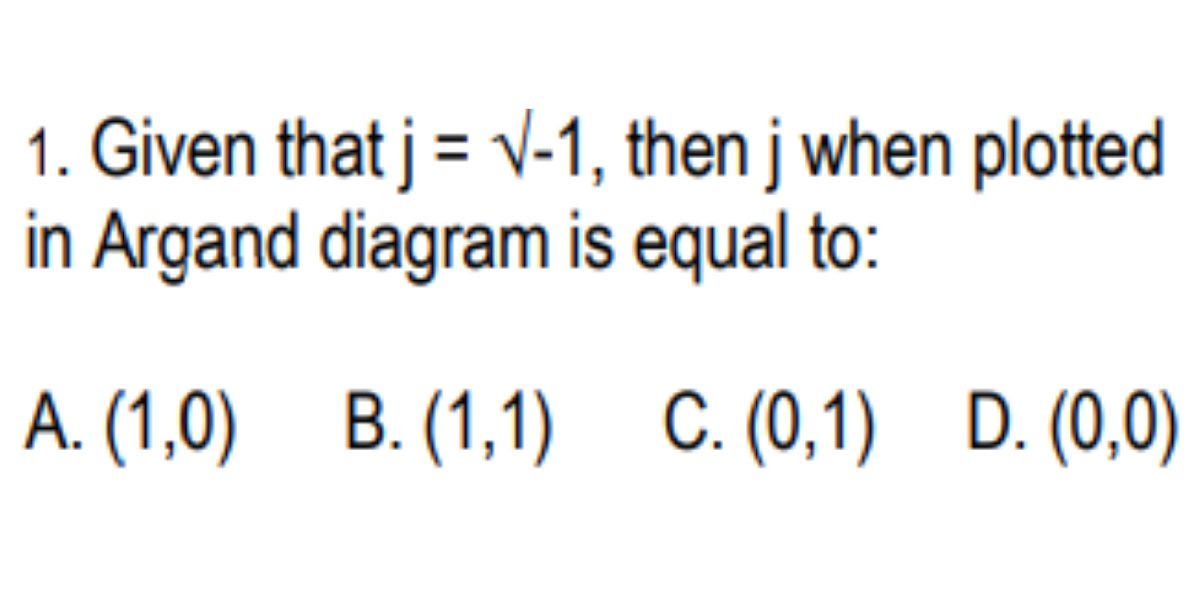 1. Given that j = √-1, then j when plotted
in Argand diagram is equal to:
A. (1,0) B. (1,1) C. (0,1) D. (0,0)